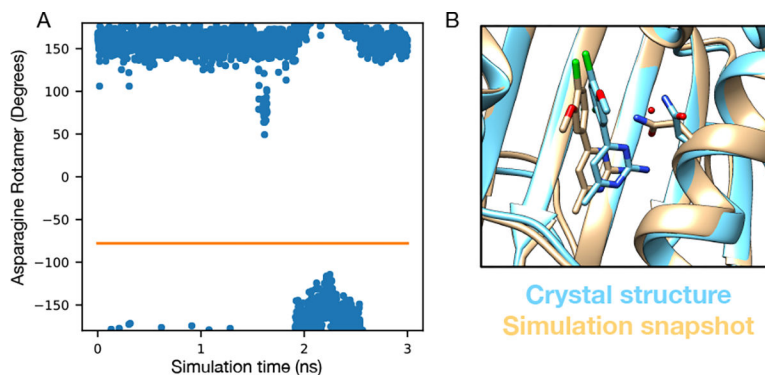 A
B
Asparagine Rotamer (Degrees)
150
100
50
0
−50
−100
−150
0
1
2
3
Simulation time (ns)
Crystal structure
Simulation snapshot